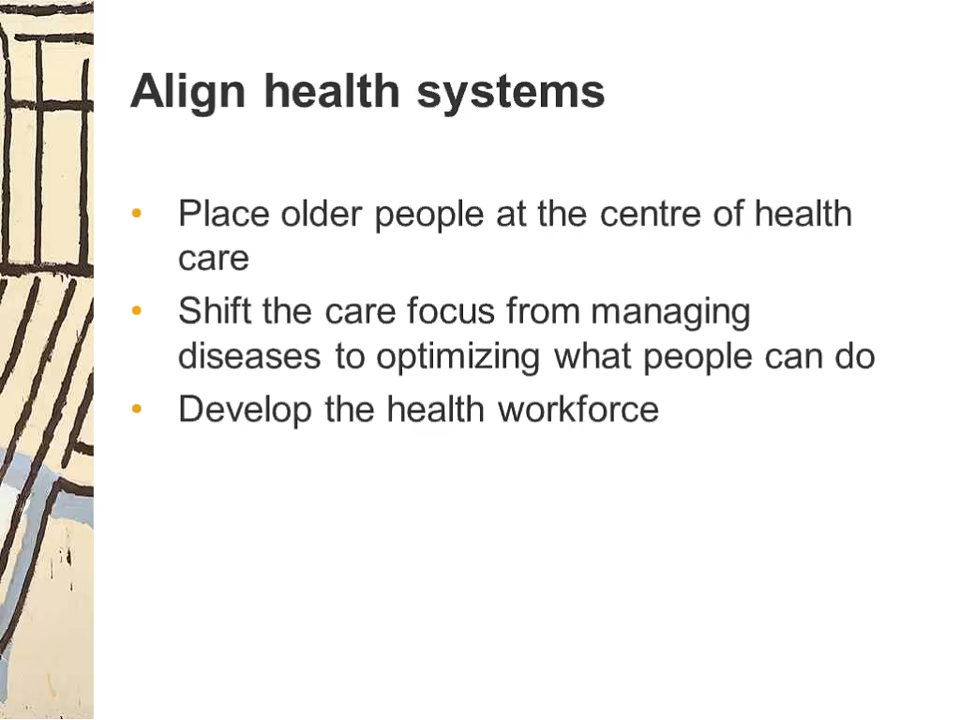 Align health systems
• Place older people at the centre of health
care
• Shift the care focus from managing
diseases to optimizing what people can do
• Develop the health workforce